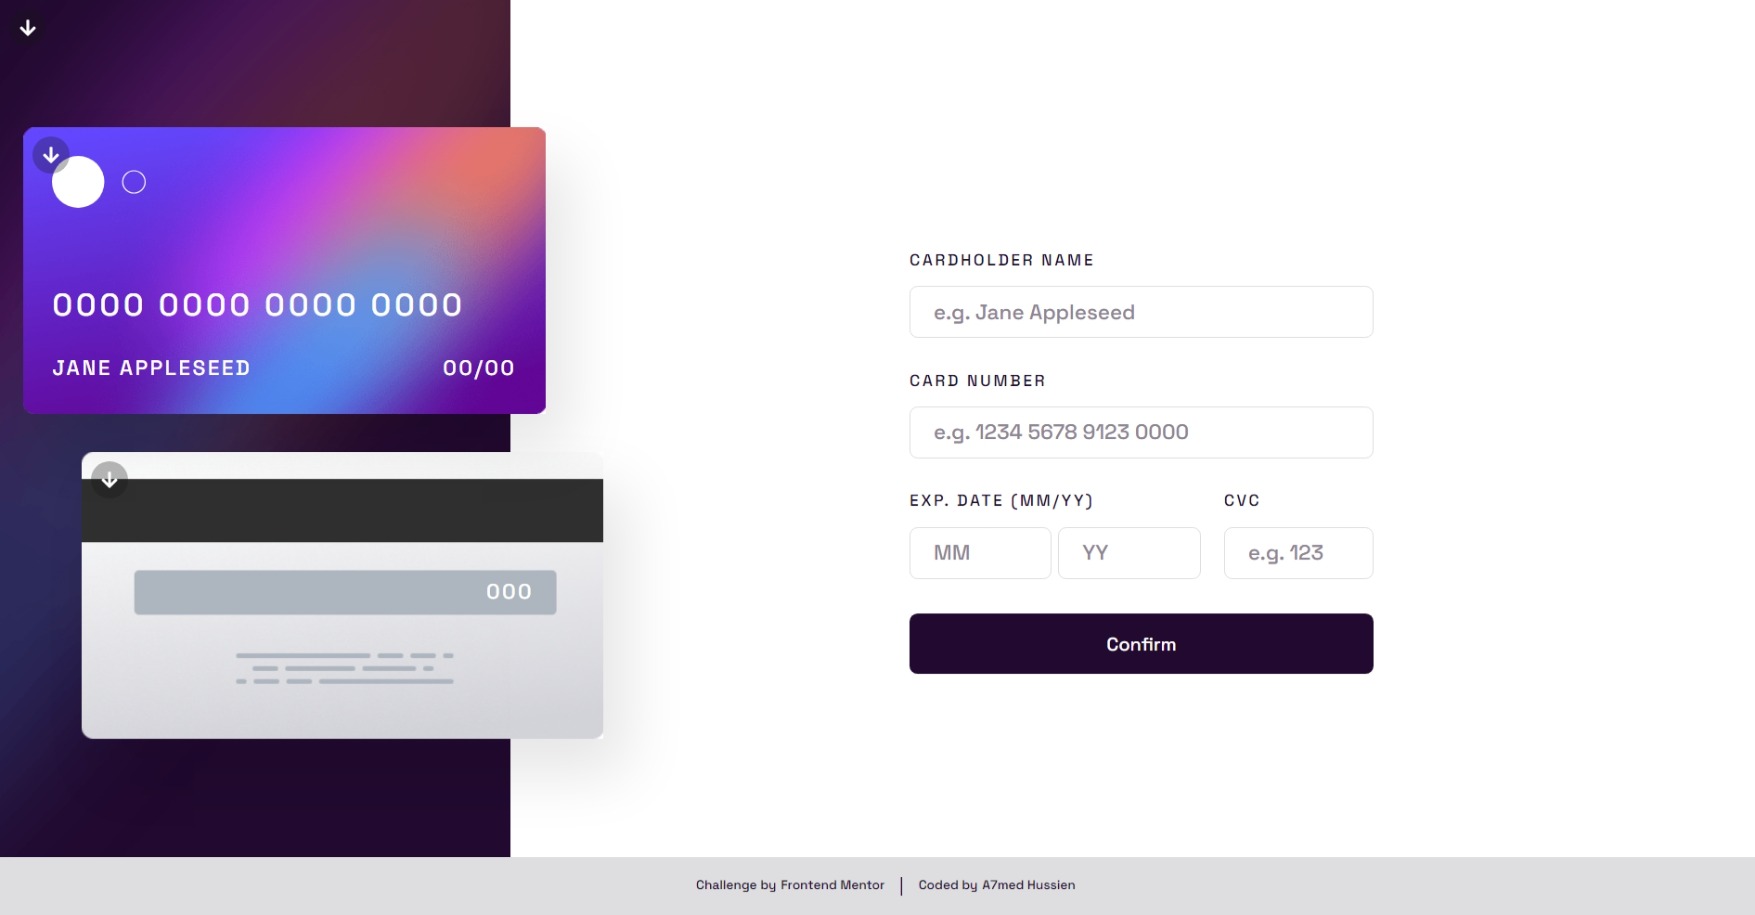 0000 0000 0000 0000
JANE APPLESEED 00/00
000
CARDHOLDER NAME
e.g. Jane Appleseed
CARD NUMBER
e.g. 1234 5678 9123 0000
EXP. DATE (MM/YY) CVC
MM YY e.g. 123
Confirm
Challenge by Frontend Mentor | Coded by A7med Hussien